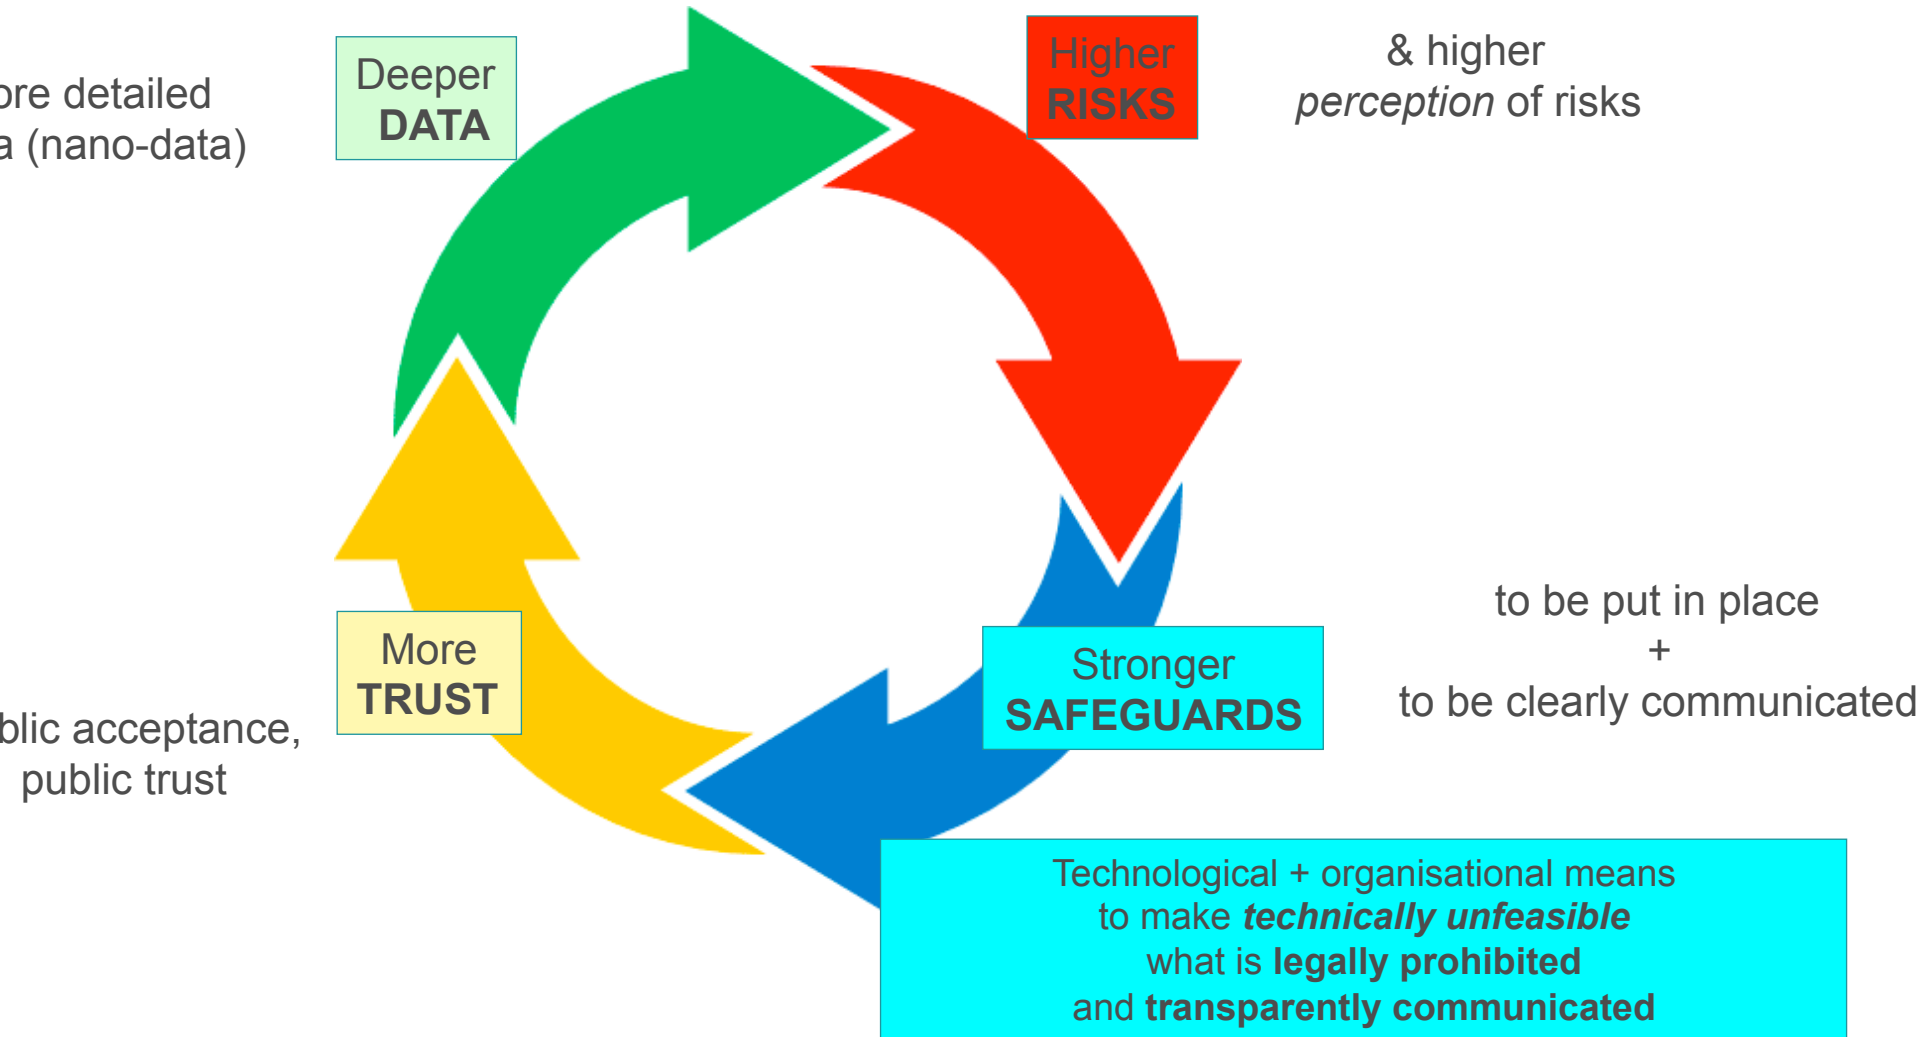 ore detailed
a (nano-data)
Deeper
DATA
Higher
RISKS
& higher
perception of risks
More
TRUST
blic acceptance,
public trust
Stronger
SAFEGUARDS
to be put in place
+
to be clearly communicated
Technological + organisational means
to make technically unfeasible
what is legally prohibited
and transparently communicated